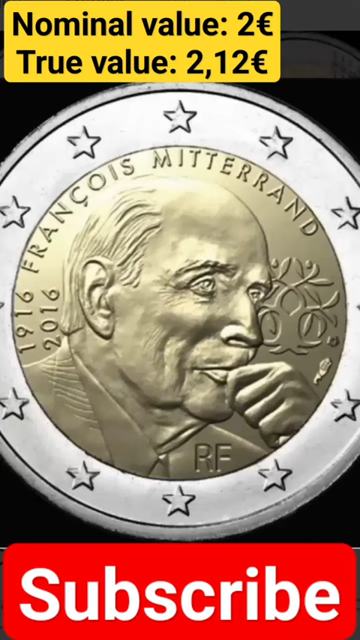 Nominal value: 2€
True value: 2,12€
1916 FRANÇOIS MITTERRAND
2016
RF
Subscribe